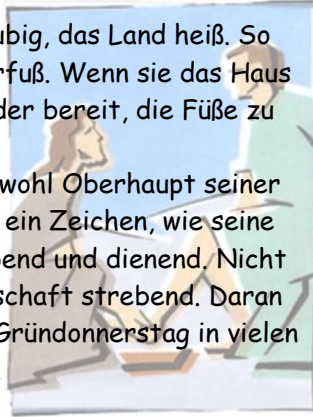 ubig, das Land heiß. So
rfuß. Wenn sie das Haus
der bereit, die Füße zu
wohl Oberhaupt seiner
ein Zeichen, wie seine
end und dienend. Nicht
schaft strebend. Daran
Gründonnerstag in vielen